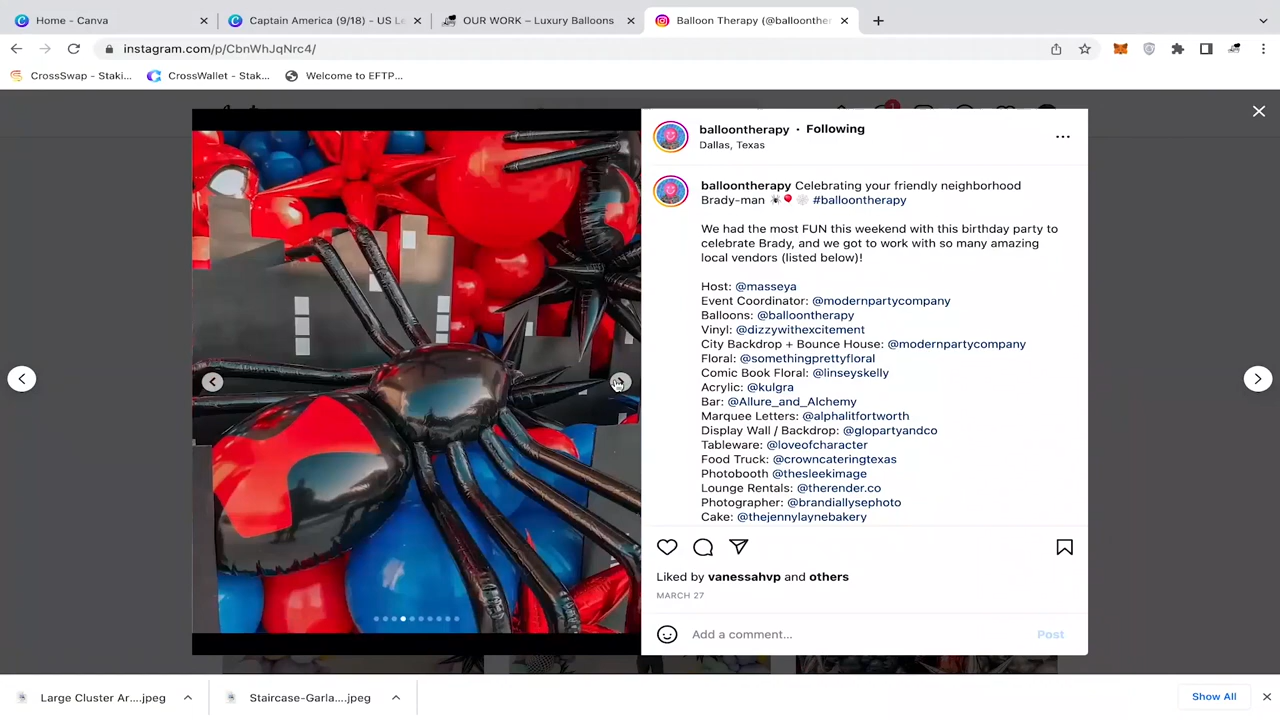 Home - Canva
Captain America (9/18) - US Le
OUR WORK – Luxury Balloons
Balloon Therapy (@balloonther
instagram.com/p/CbnWhJqNrc4/
CrossSwap - Staki...
CrossWallet - Stak...
Welcome to EFTP...
balloontherapy • Following
Dallas, Texas
balloontherapy Celebrating your friendly neighborhood
Brady-man 🕷️🎈🕸️ #balloontherapy
We had the most FUN this weekend with this birthday party to
celebrate Brady, and we got to work with so many amazing
local vendors (listed below)!
Host: @masseya
Event Coordinator: @modernpartycompany
Balloons: @balloontherapy
Vinyl: @dizzywithexcitement
City Backdrop + Bounce House: @modernpartycompany
Floral: @somethingprettyfloral
Comic Book Floral: @linseyskelly
Acrylic: @kulgra
Bar: @Allure_and_Alchemy
Marquee Letters: @alphalitfortworth
Display Wall / Backdrop: @glopartyandco
Tableware: @loveofcharacter
Food Truck: @crowncateringtexas
Photobooth @thesleekimage
Lounge Rentals: @therender.co
Photographer: @brandiallysephoto
Cake: @thejennylaynebakery
Liked by vanessahvp and others
MARCH 27
Add a comment...
Post
Large Cluster Ar....jpeg
Staircase-Garla....jpeg
Show All